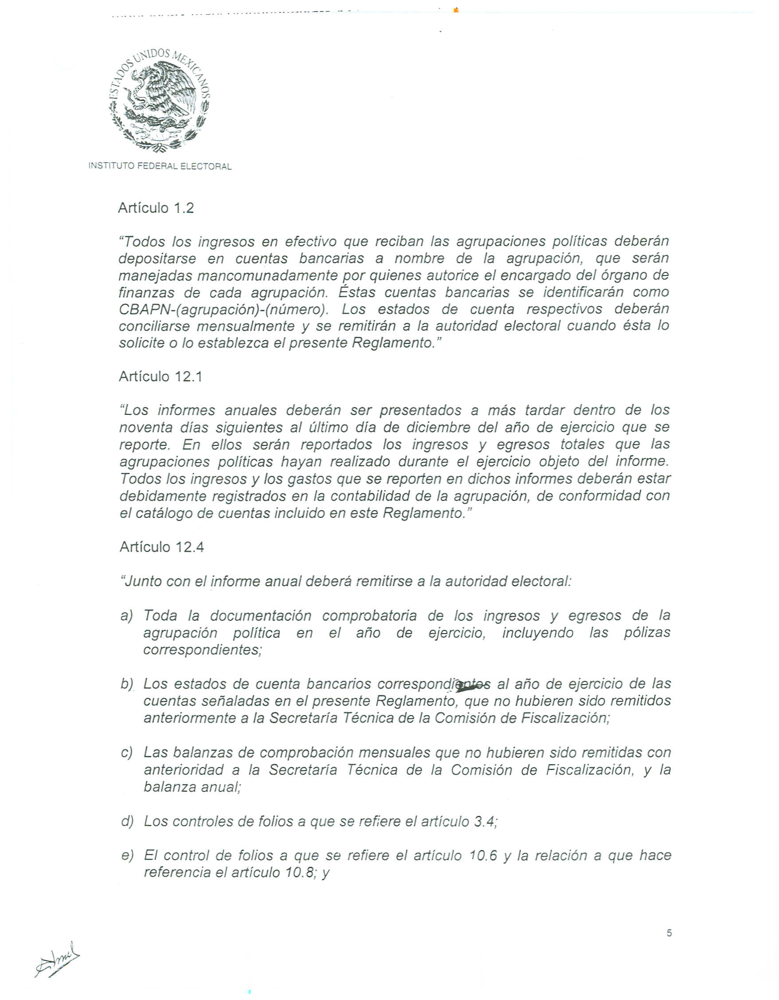 ESTADOS UNIDOS MEXICANOS
INSTITUTO FEDERAL ELECTORAL
Artículo 1.2
“Todos los ingresos en efectivo que reciban las agrupaciones políticas deberán
depositarse en cuentas bancarias a nombre de la agrupación, que serán
manejadas mancomunadamente por quienes autorice el encargado del órgano de
finanzas de cada agrupación. Éstas cuentas bancarias se identificarán como
CBAPN-(agrupación)-(número). Los estados de cuenta respectivos deberán
conciliarse mensualmente y se remitirán a la autoridad electoral cuando ésta lo
solicite o lo establezca el presente Reglamento.”
Artículo 12.1
“Los informes anuales deberán ser presentados a más tardar dentro de los
noventa días siguientes al último día de diciembre del año de ejercicio que se
reporte. En ellos serán reportados los ingresos y egresos totales que las
agrupaciones políticas hayan realizado durante el ejercicio objeto del informe.
Todos los ingresos y los gastos que se reporten en dichos informes deberán estar
debidamente registrados en la contabilidad de la agrupación, de conformidad con
el catálogo de cuentas incluido en este Reglamento.”
Artículo 12.4
“Junto con el informe anual deberá remitirse a la autoridad electoral:
a) Toda la documentación comprobatoria de los ingresos y egresos de la
agrupación política en el año de ejercicio, incluyendo las pólizas
correspondientes;
b) Los estados de cuenta bancarios correspondientes al año de ejercicio de las
cuentas señaladas en el presente Reglamento, que no hubieren sido remitidos
anteriormente a la Secretaría Técnica de la Comisión de Fiscalización;
c) Las balanzas de comprobación mensuales que no hubieren sido remitidas con
anterioridad a la Secretaría Técnica de la Comisión de Fiscalización, y la
balanza anual;
d) Los controles de folios a que se refiere el artículo 3.4;
e) El control de folios a que se refiere el artículo 10.6 y la relación a que hace
referencia el artículo 10.8; y
5